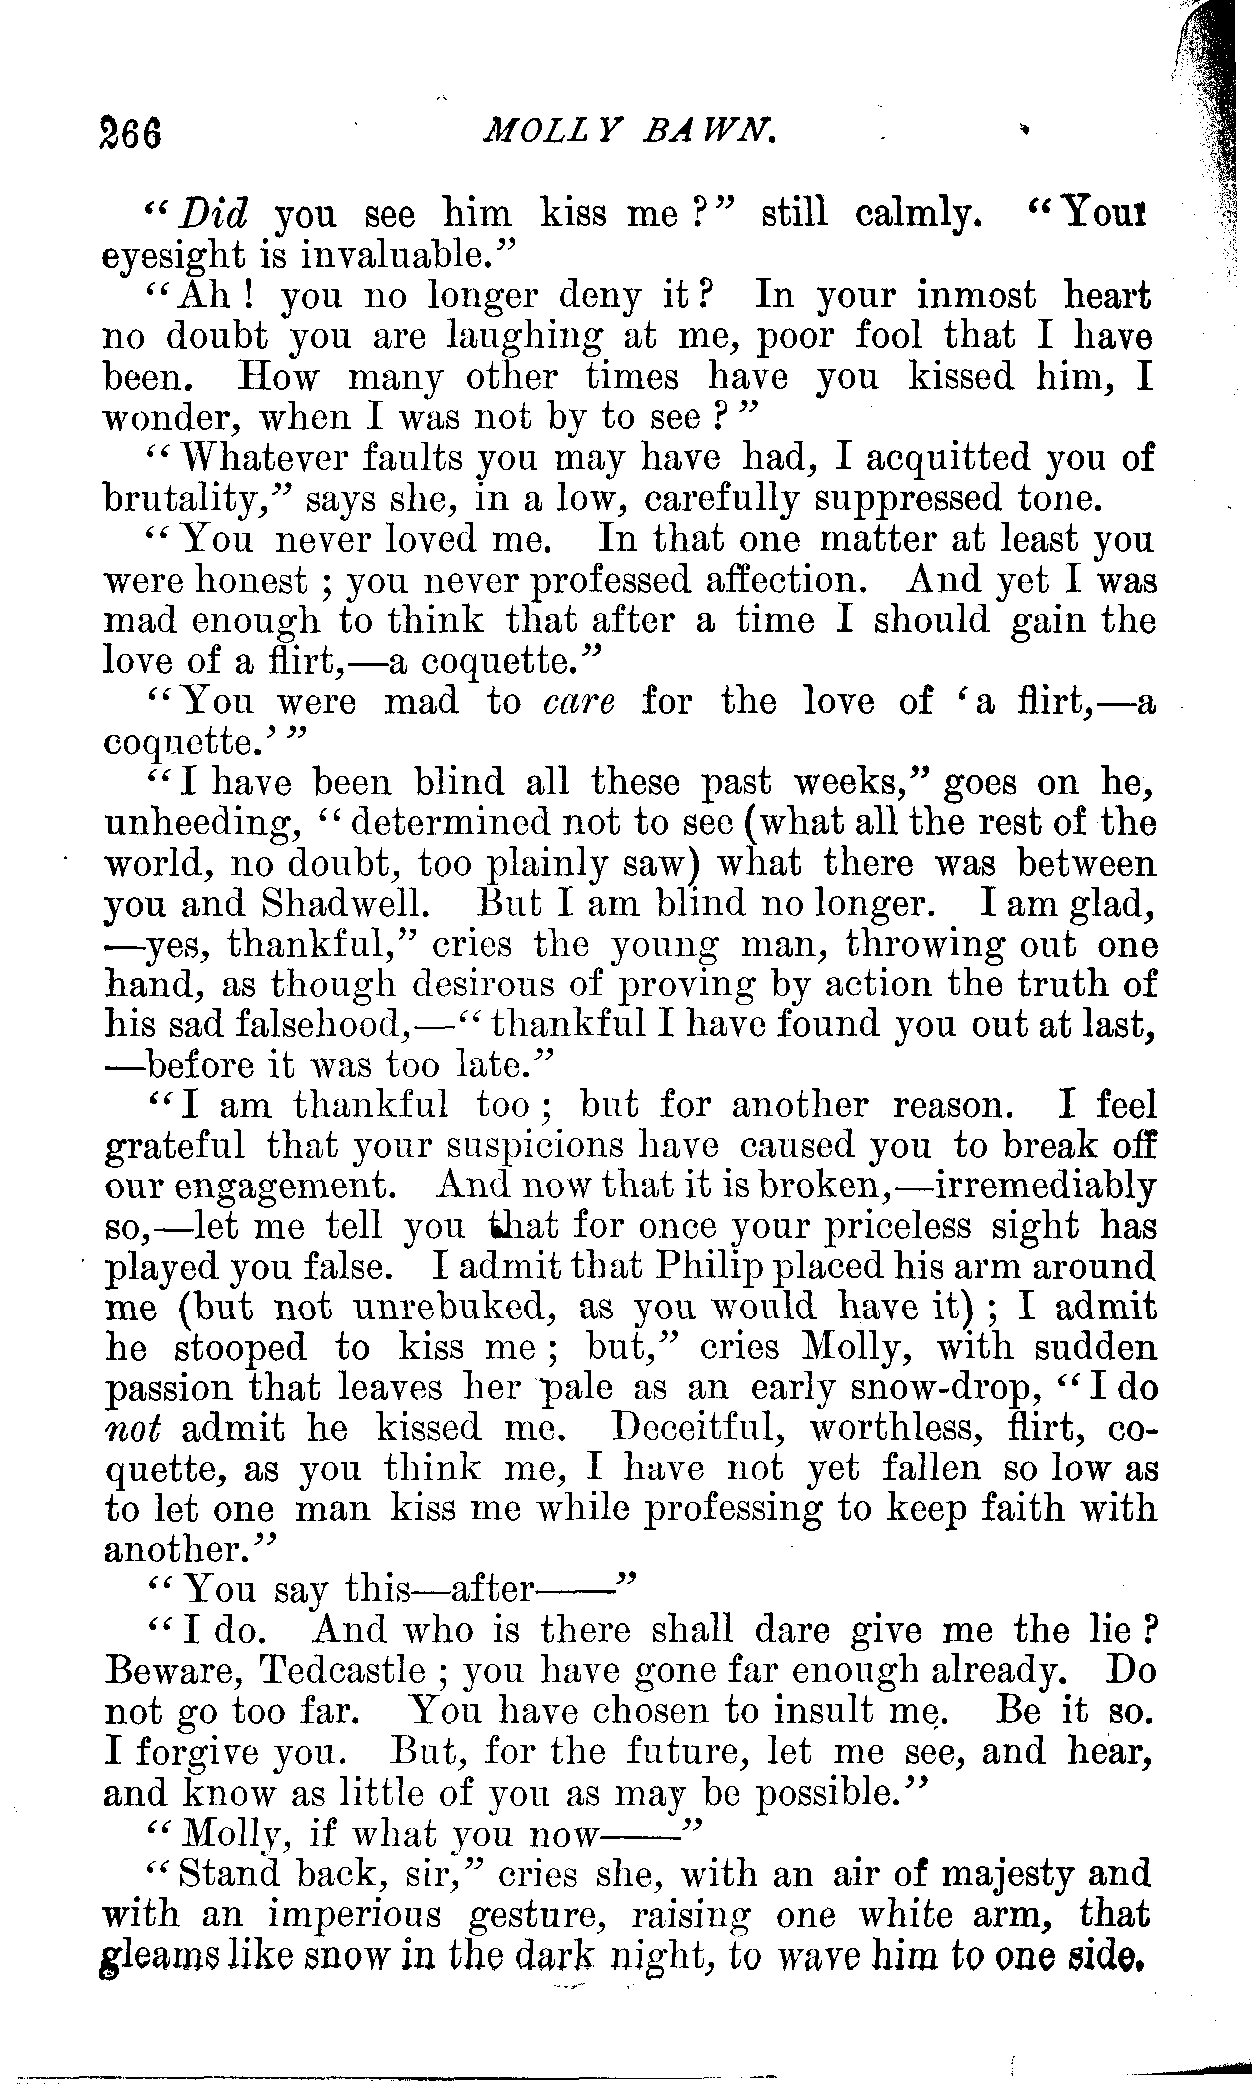 266 MOLLY BAWN.
"Did you see him kiss me?" still calmly. "Your
eyesight is invaluable."
"Ah! you no longer deny it? In your inmost heart
no doubt you are laughing at me, poor fool that I have
been. How many other times have you kissed him, I
wonder, when I was not by to see?"
"Whatever faults you may have had, I acquitted you of
brutality," says she, in a low, carefully suppressed tone.
"You never loved me. In that one matter at least you
were honest; you never professed affection. And yet I was
mad enough to think that after a time I should gain the
love of a flirt,—a coquette."
"You were mad to care for the love of 'a flirt,—a
coquette.'"
"I have been blind all these past weeks," goes on he,
unheeding, "determined not to see (what all the rest of the
world, no doubt, too plainly saw) what there was between
you and Shadwell. But I am blind no longer. I am glad,
—yes, thankful," cries the young man, throwing out one
hand, as though desirous of proving by action the truth of
his sad falsehood,—"thankful I have found you out at last,
—before it was too late."
"I am thankful too; but for another reason. I feel
grateful that your suspicions have caused you to break off
our engagement. And now that it is broken,—irremediably
so,—let me tell you that for once your priceless sight has
played you false. I admit that Philip placed his arm around
me (but not unrebuked, as you would have it); I admit
he stooped to kiss me; but," cries Molly, with sudden
passion that leaves her pale as an early snow-drop, "I do
not admit he kissed me. Deceitful, worthless, flirt, co-
quette, as you think me, I have not yet fallen so low as
to let one man kiss me while professing to keep faith with
another."
"You say this—after——"
"I do. And who is there shall dare give me the lie?
Beware, Tedcastle; you have gone far enough already. Do
not go too far. You have chosen to insult me. Be it so.
I forgive you. But, for the future, let me see, and hear,
and know as little of you as may be possible."
"Molly, if what you now——"
"Stand back, sir," cries she, with an air of majesty and
with an imperious gesture, raising one white arm, that
gleams like snow in the dark night, to wave him to one side.